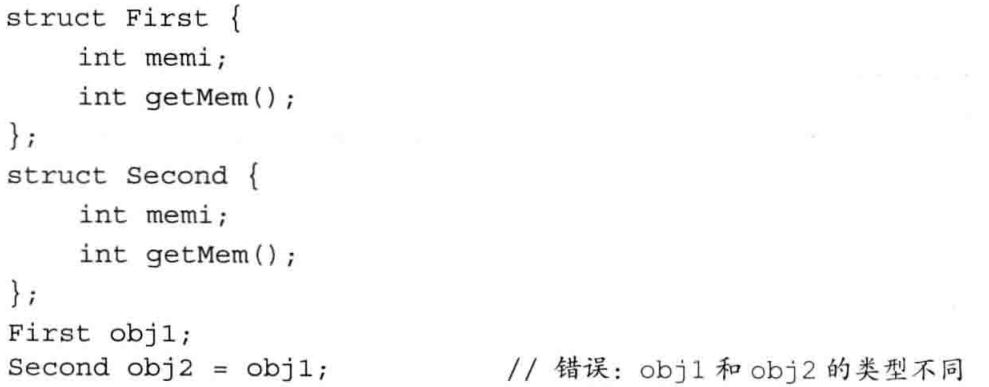 struct First {
    int memi;
    int getMem();
};
struct Second {
    int memi;
    int getMem();
};
First obj1;
Second obj2 = obj1;          // 错误：obj1 和 obj2 的类型不同